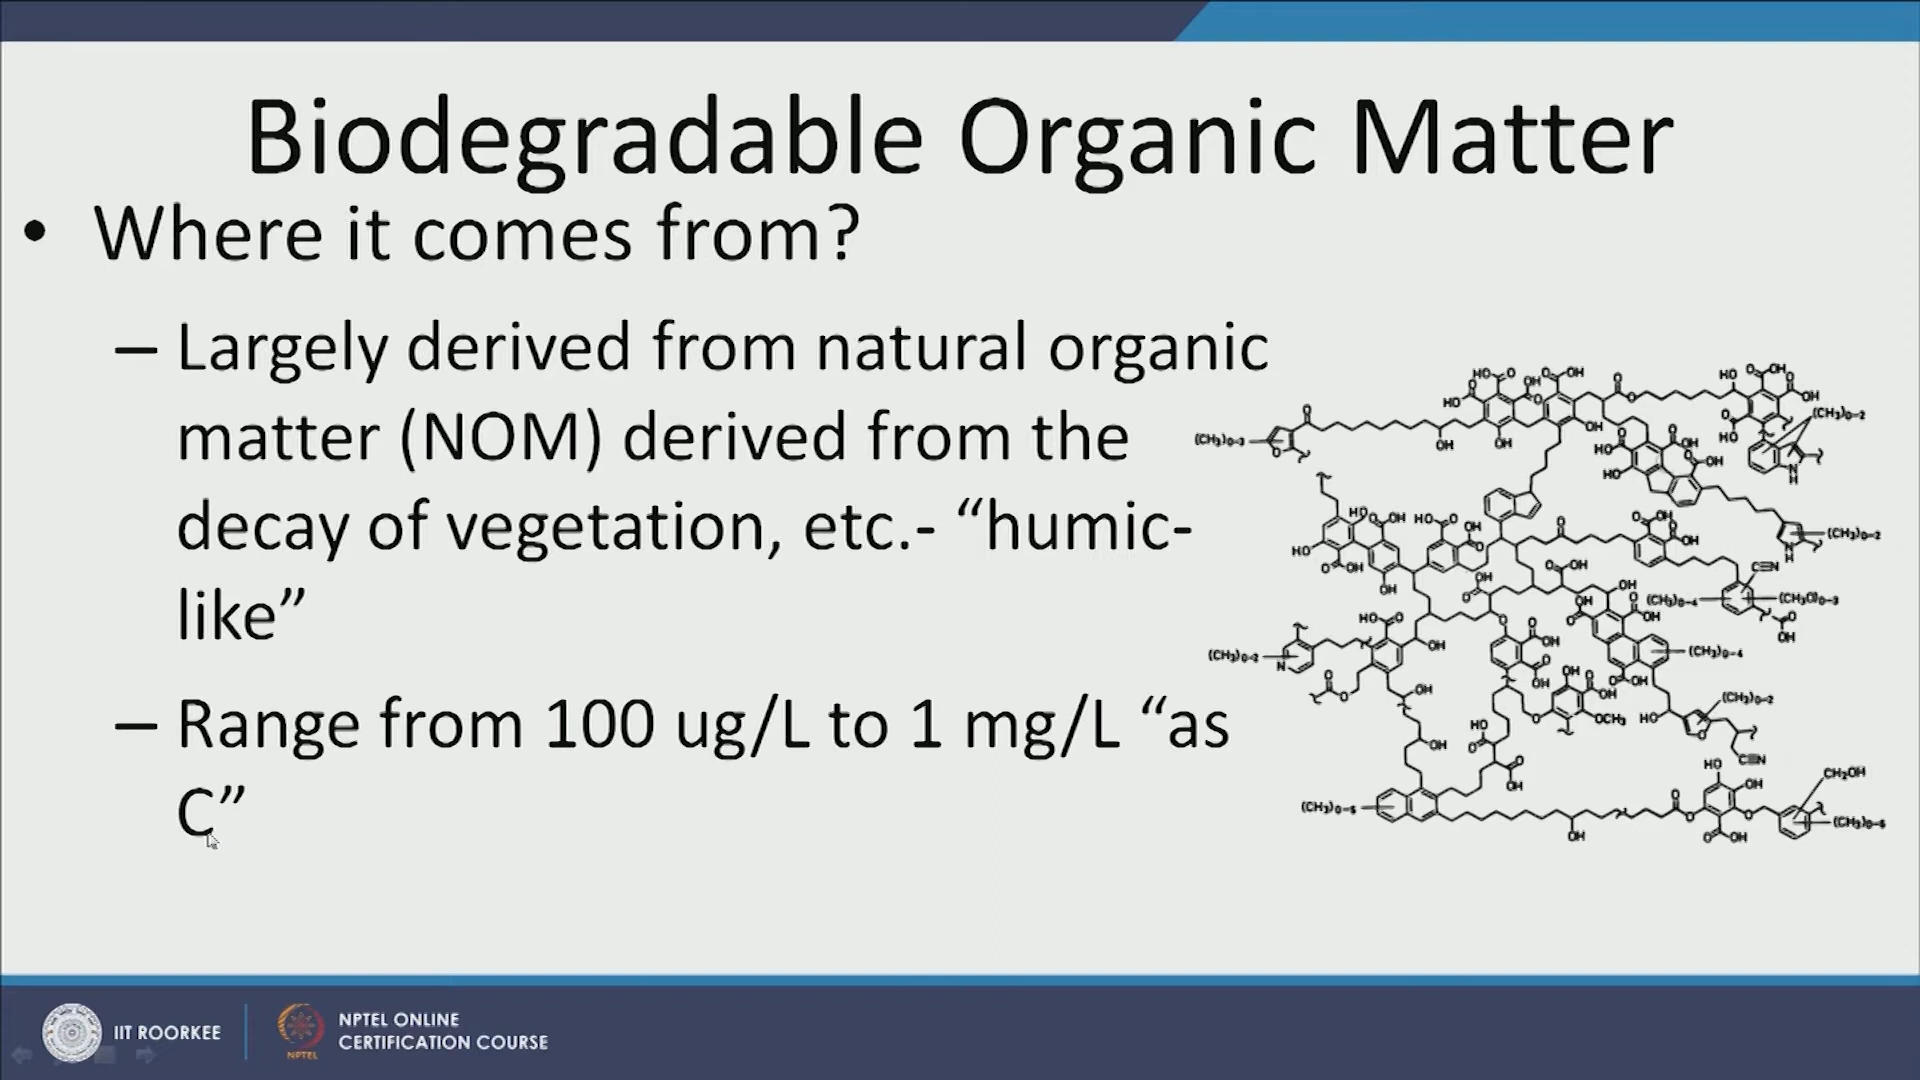 Biodegradable Organic Matter
• Where it comes from?
– Largely derived from natural organic
matter (NOM) derived from the
decay of vegetation, etc.- “humic-
like”
– Range from 100 ug/L to 1 mg/L “as
C”
IIT ROORKEE
NPTEL
NPTEL ONLINE
CERTIFICATION COURSE